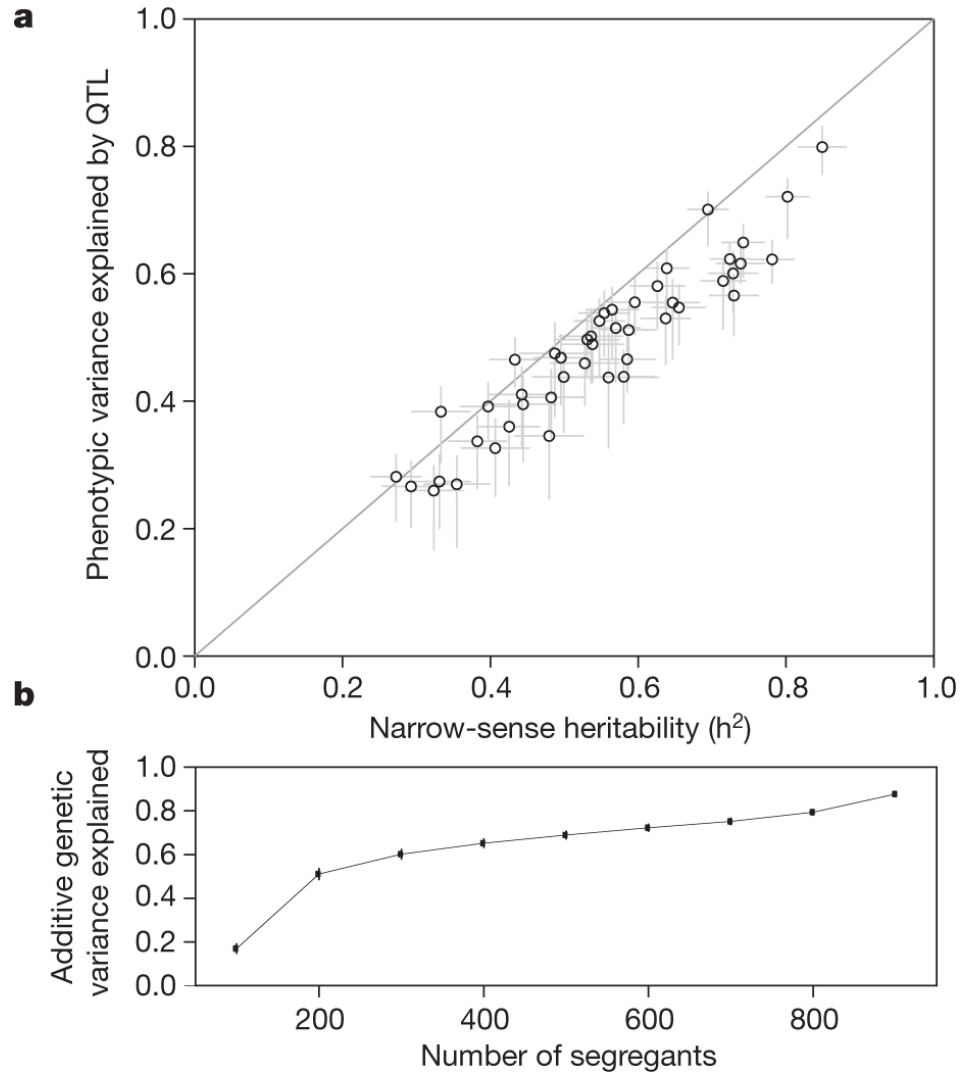 a
Phenotypic variance explained by QTL
1.0
0.8
0.6
0.4
0.2
0.0
0.0 0.2 0.4 0.6 0.8 1.0
Narrow-sense heritability (h²)
b
Additive genetic
variance explained
1.0
0.8
0.6
0.4
0.2
0.0
200 400 600 800
Number of segregants